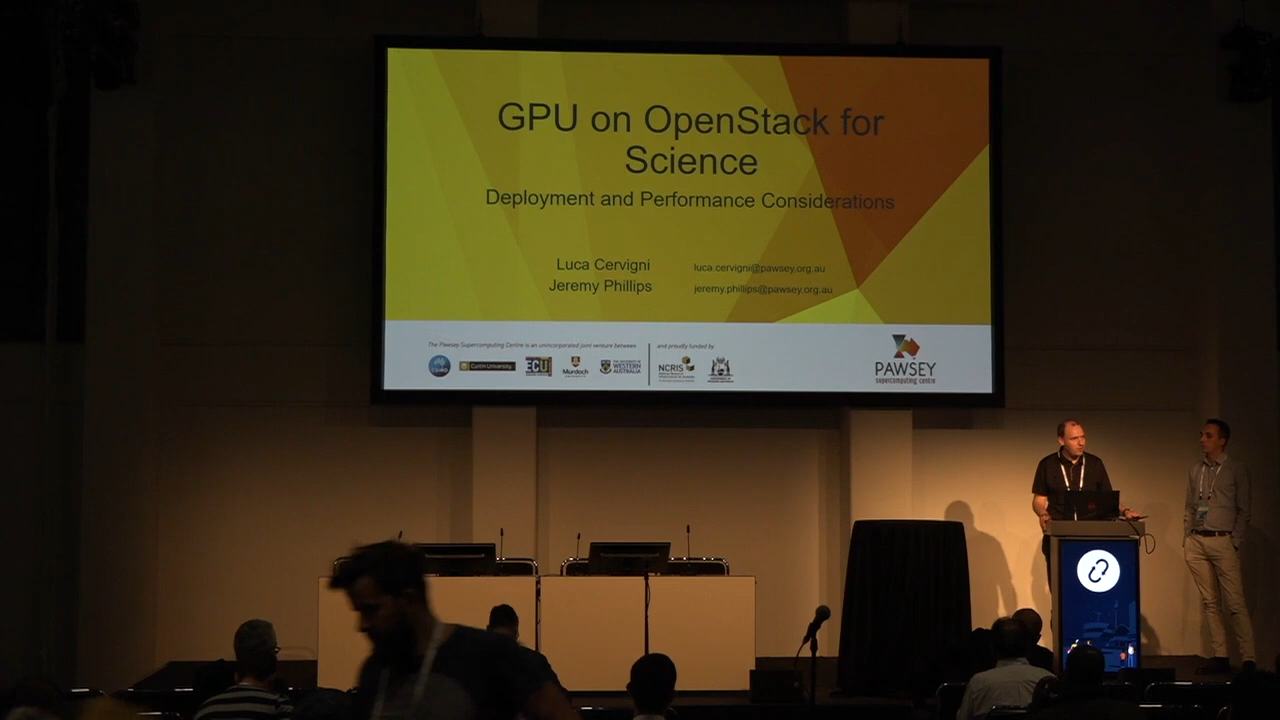 GPU on OpenStack for
Science
Deployment and Performance Considerations
Luca Cervigni luca.cervigni@pawsey.org.au
Jeremy Phillips jeremy.phillips@pawsey.org.au
The Pawsey Supercomputing Centre is an unincorporated joint venture between
and proudly funded by
Curtin University
ECU
Murdoch
UNIVERSITY
THE UNIVERSITY OF
WESTERN
AUSTRALIA
NCRIS
PAWSEY
supercomputing centre